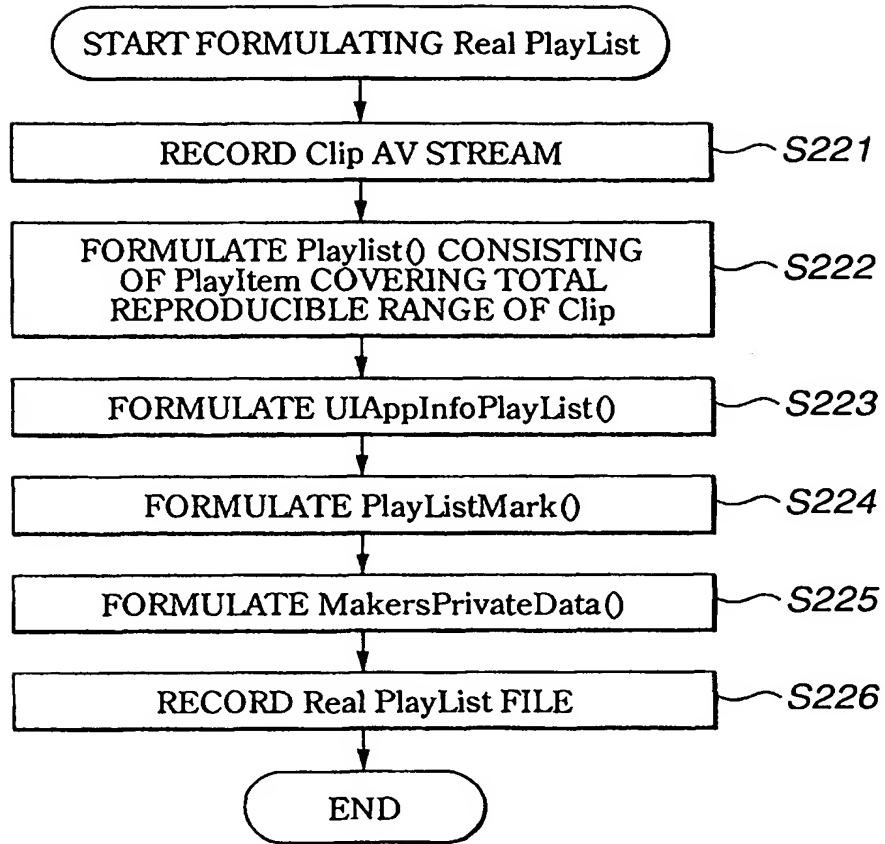 START FORMULATING Real PlayList
RECORD Clip AV STREAM
S221
FORMULATE Playlist() CONSISTING
OF PlayItem COVERING TOTAL
REPRODUCIBLE RANGE OF Clip
S222
FORMULATE UIAppInfoPlayList()
S223
FORMULATE PlayListMark()
S224
FORMULATE MakersPrivateData()
S225
RECORD Real PlayList FILE
S226
END